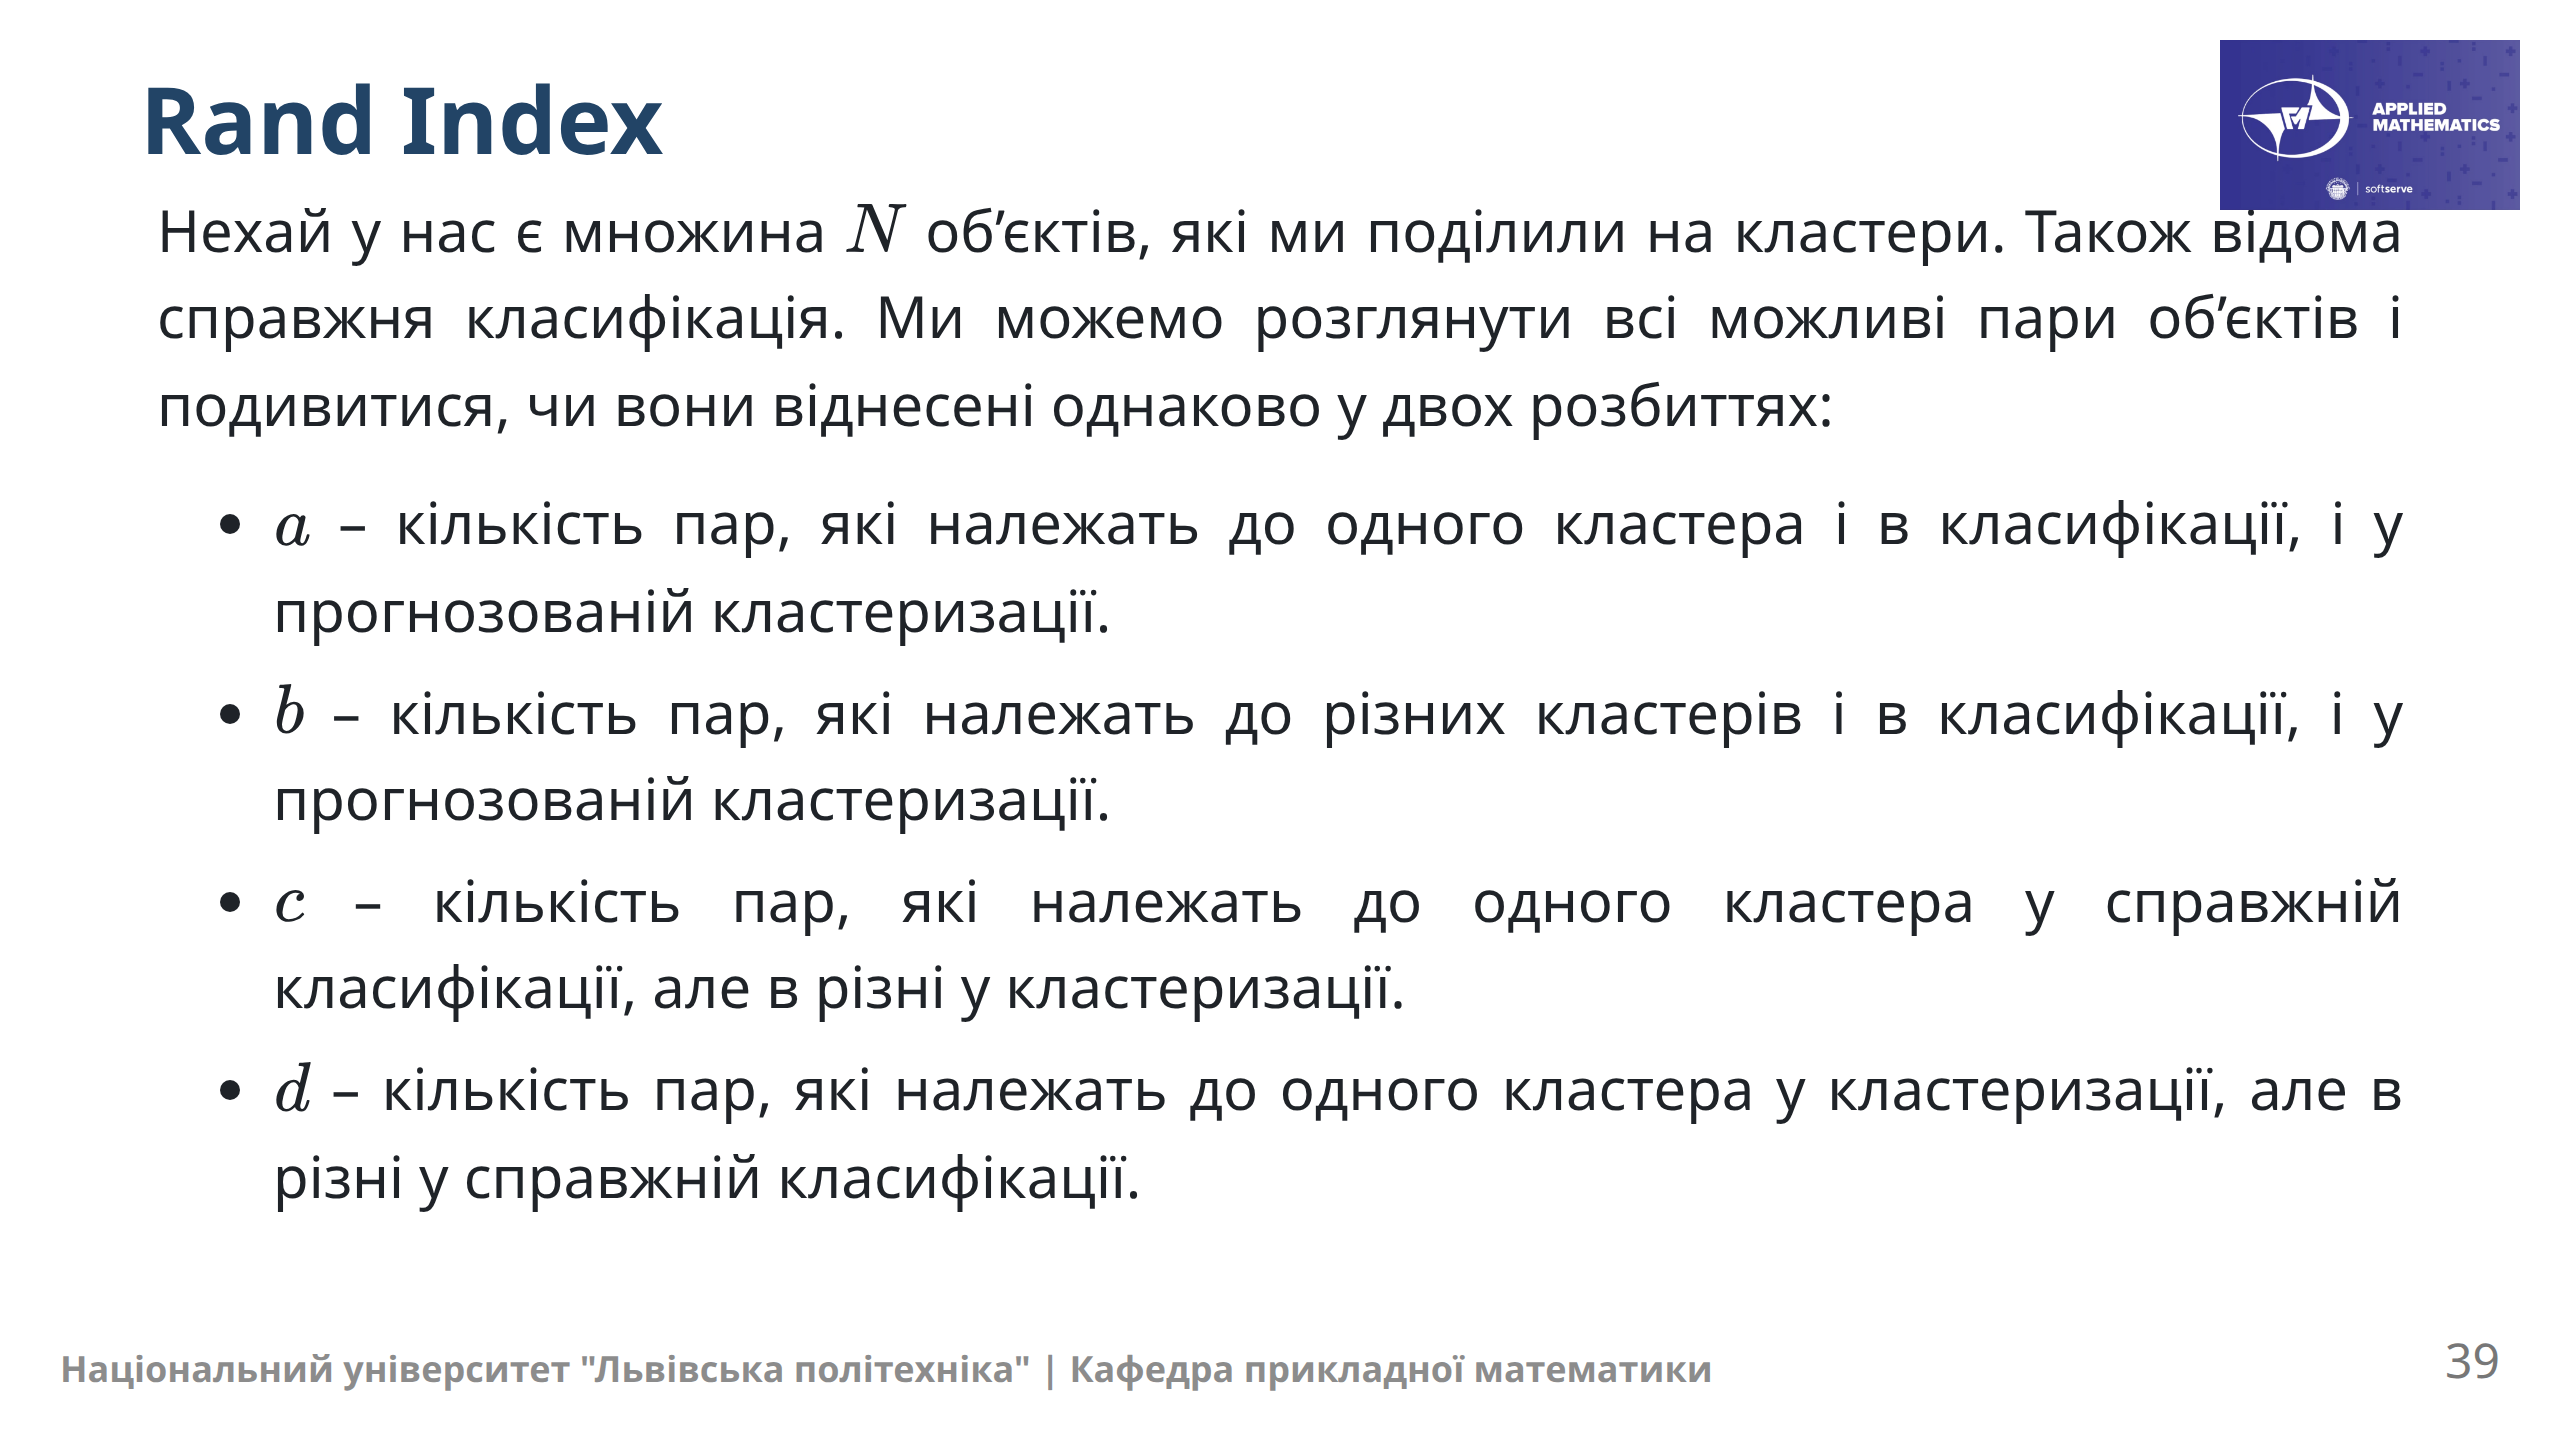 Rand Index
APPLIED
MATHEMATICS
softserve
Нехай у нас є множина N об’єктів, які ми поділили на кластери. Також відома
справжня класифікація. Ми можемо розглянути всі можливі пари об’єктів і
подивитися, чи вони віднесені однаково у двох розбиттях:
• a – кількість пар, які належать до одного кластера і в класифікації, і у
прогнозованій кластеризації.
• b – кількість пар, які належать до різних кластерів і в класифікації, і у
прогнозованій кластеризації.
• c – кількість пар, які належать до одного кластера у справжній
класифікації, але в різні у кластеризації.
• d – кількість пар, які належать до одного кластера у кластеризації, але в
різні у справжній класифікації.
Національний університет "Львівська політехніка" | Кафедра прикладної математики
39